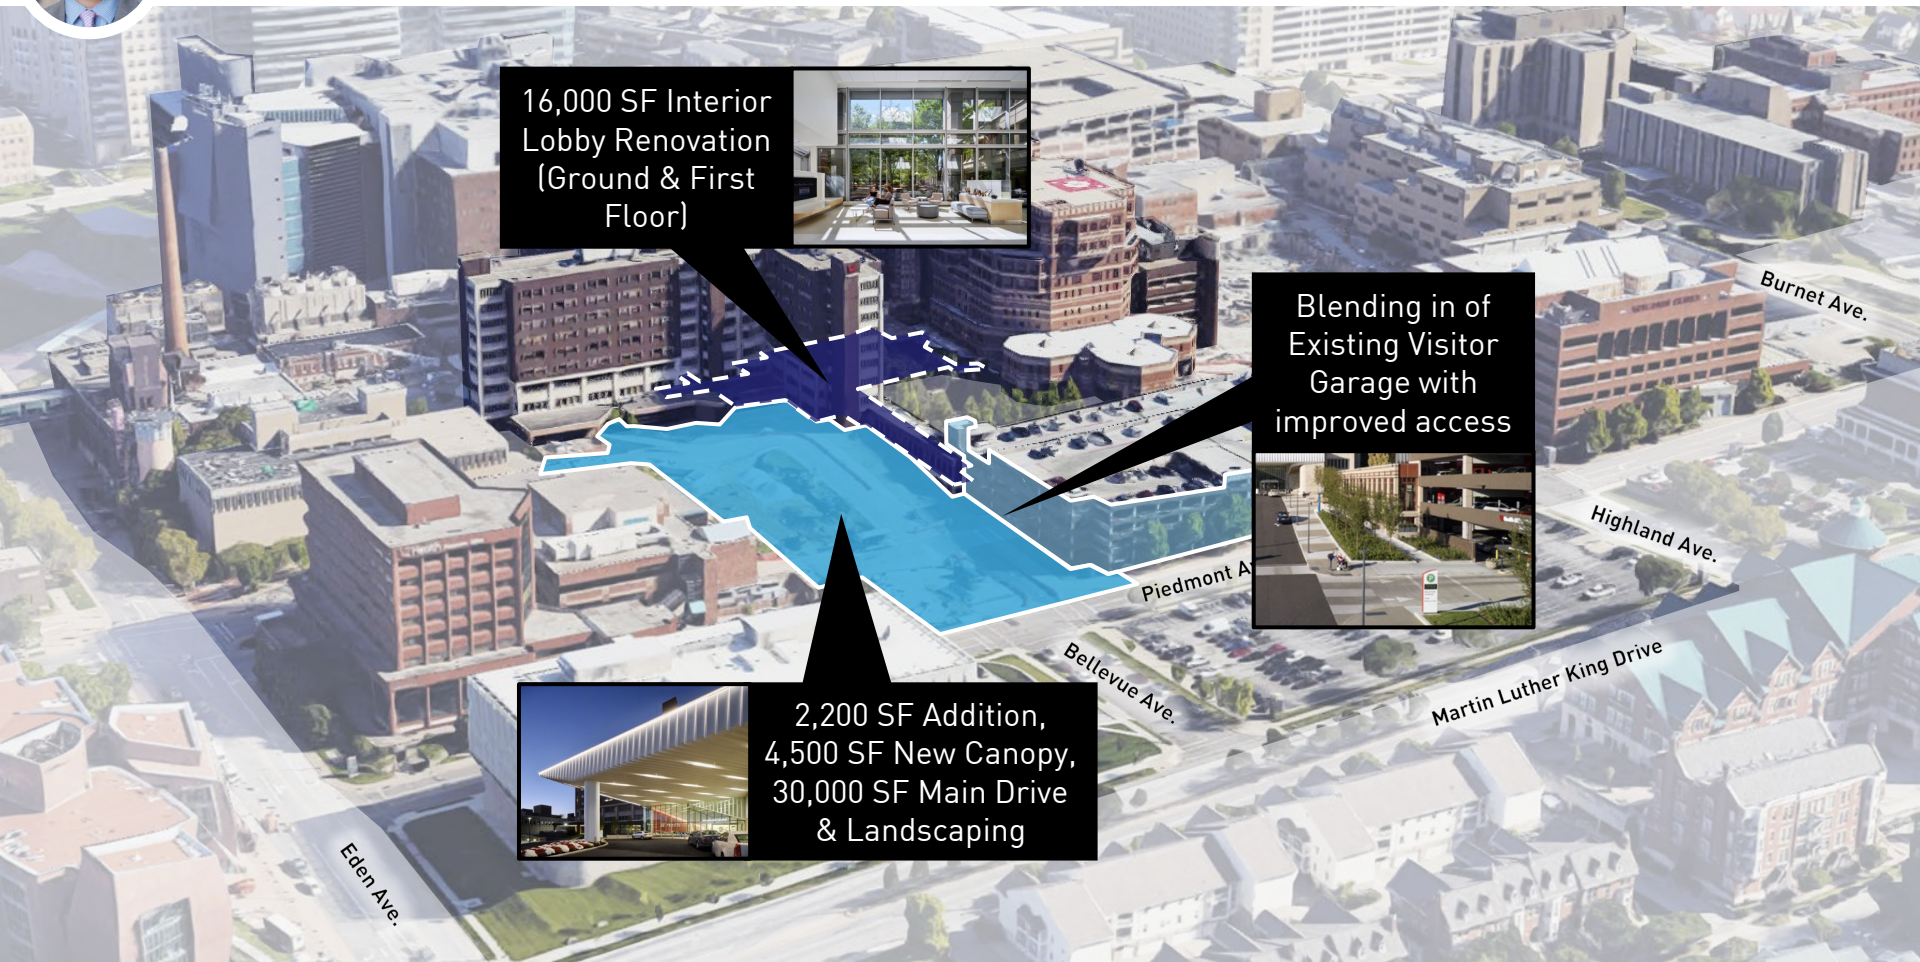 16,000 SF Interior
Lobby Renovation
(Ground & First
Floor)
Blending in of
Existing Visitor
Garage with
improved access
Burnet Ave.
Highland Ave.
Piedmont A
Bellevue Ave.
Martin Luther King Drive
2,200 SF Addition,
4,500 SF New Canopy,
30,000 SF Main Drive
& Landscaping
Eden Ave.